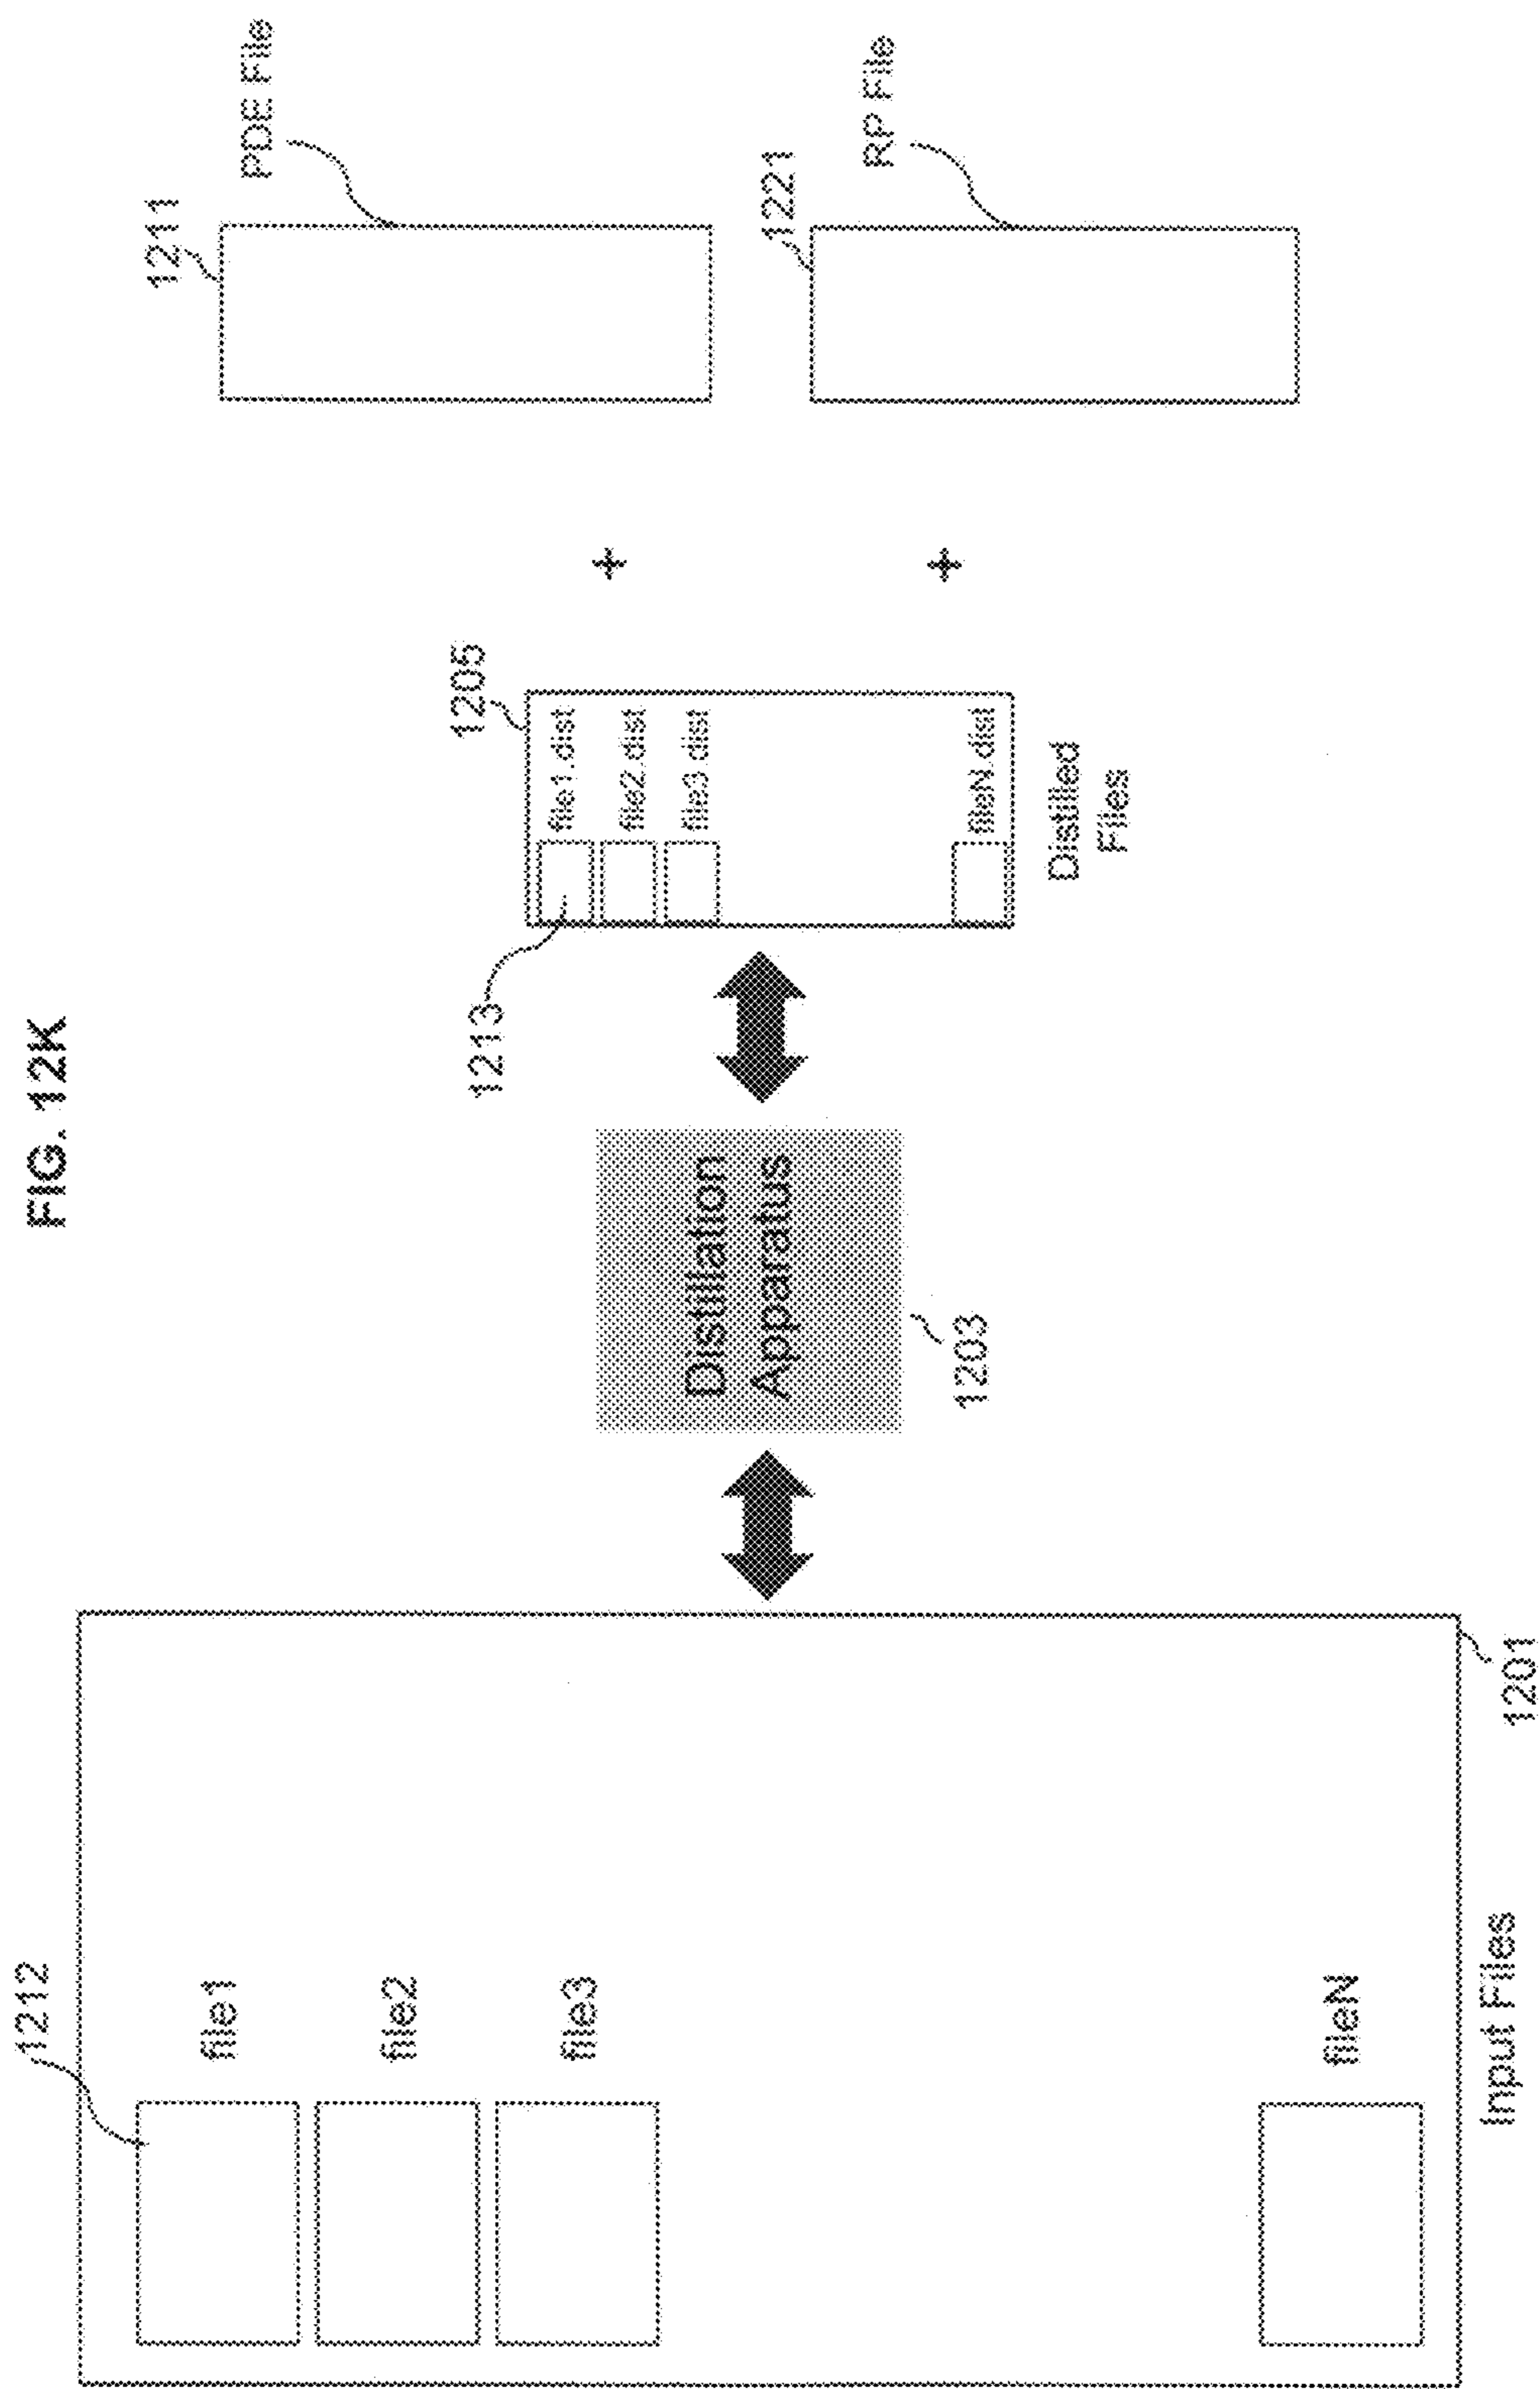 FIG. 12K
1212
file1
file2
file3
fileN
Input Files
1201
Distillation
Apparatus
1203
1213
1205
file1.dist
file2.dist
file3.dist
fileN.dist
Distilled
Files
+
+
1211
PDE File
1221
RP File